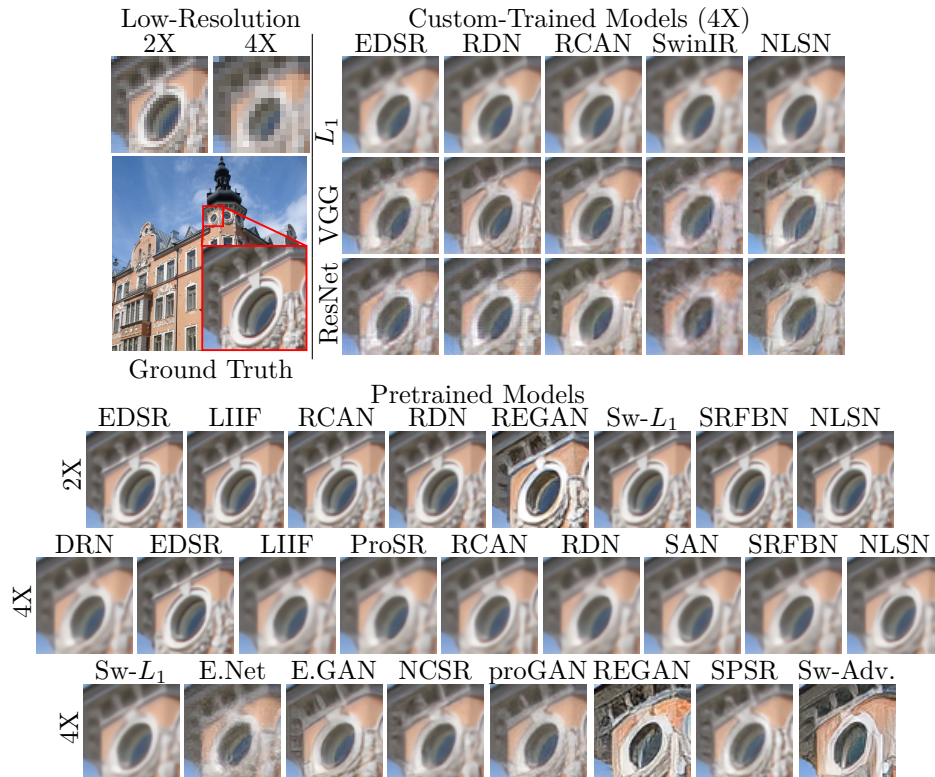 Low-Resolution
2X 4X
Ground Truth
Custom-Trained Models (4X)
EDSR RDN RCAN SwinIR NLSN
L1
VGG
ResNet
Pretrained Models
EDSR LIIF RCAN RDN REGAN Sw-L1 SRFBN NLSN
2X
DRN EDSR LIIF ProSR RCAN RDN SAN SRFBN NLSN
4X
Sw-L1 E.Net E.GAN NCSR proGAN REGAN SPSR Sw-Adv.
4X